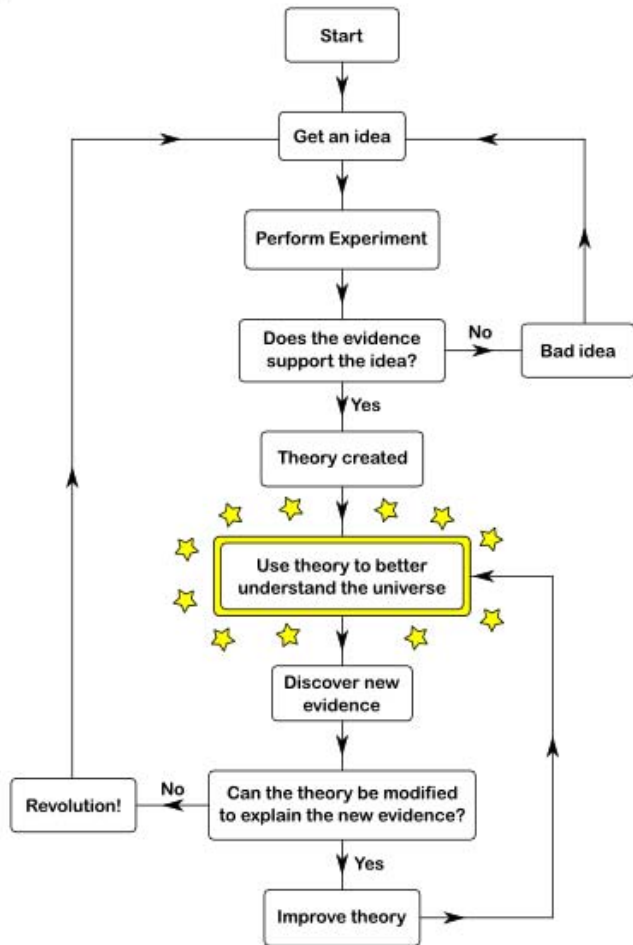 Start
Get an idea
Perform Experiment
Does the evidence
support the idea?
No
Bad idea
Yes
Theory created
Use theory to better
understand the universe
Discover new
evidence
Can the theory be modified
to explain the new evidence?
No
Revolution!
Yes
Improve theory